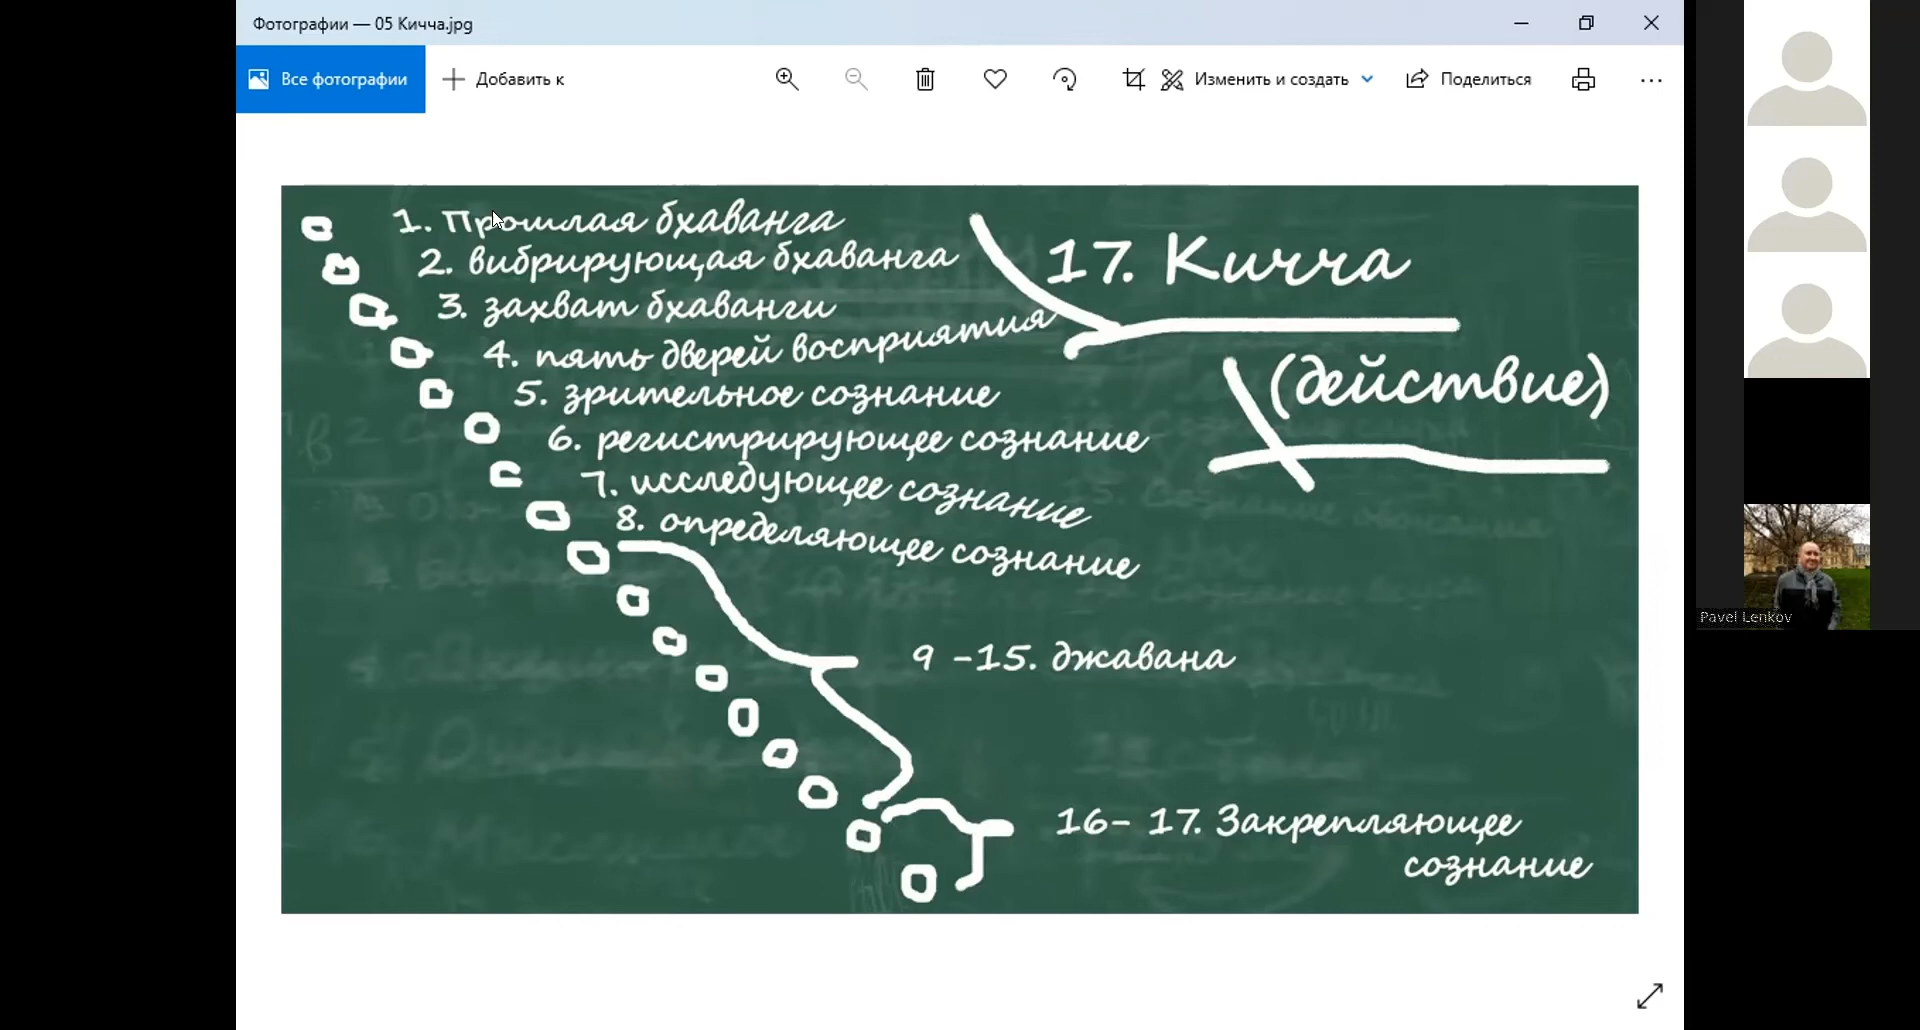 Фотографии — 05 Кичча.jpg
Все фотографии
Добавить к
Изменить и создать
Поделиться
1. Прошлая бхаванга
2. вибрирующая бхаванга
3. захват бхаванги
4. пять дверей восприятия
5. зрительное сознание
6. регистрирующее сознание
7. исследующее сознание
8. определяющее сознание
17. Кичча
(действие)
9 -15. джавана
16- 17. Закрепляющее
сознание
Pavel Lenkov